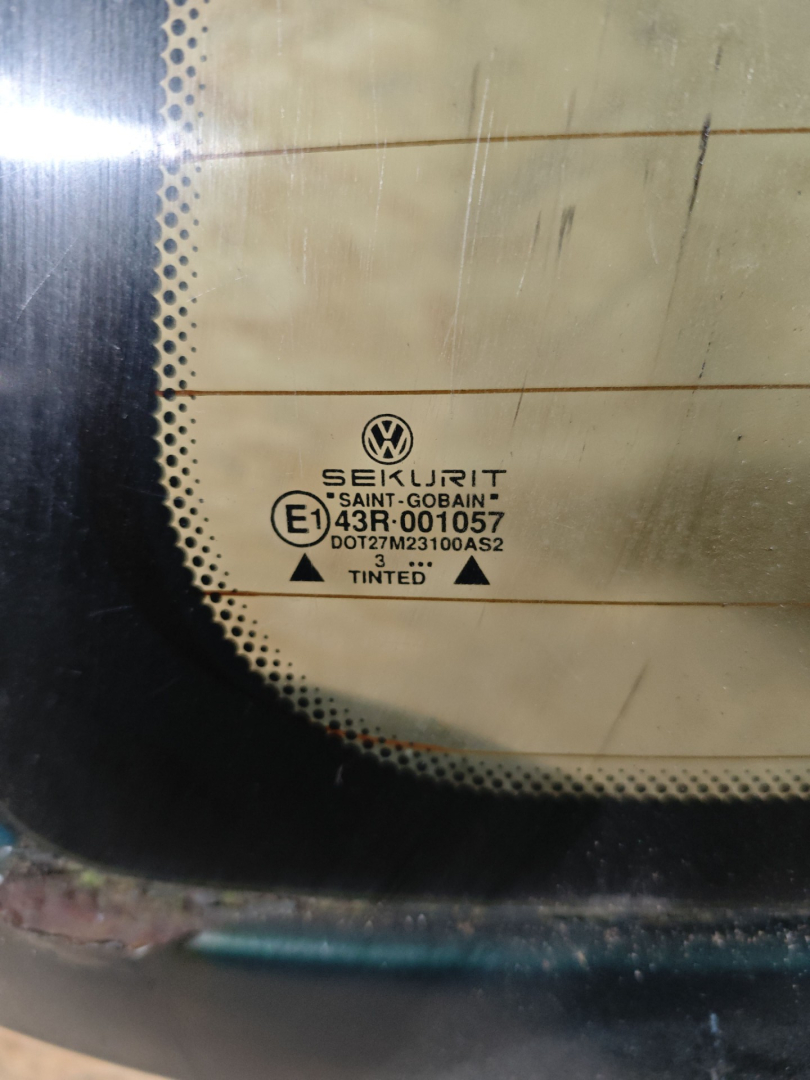 SEKURIT
"SAINT-GOBAIN"
E1 43R·001057
DOT27M23100AS2
3 ...
TINTED